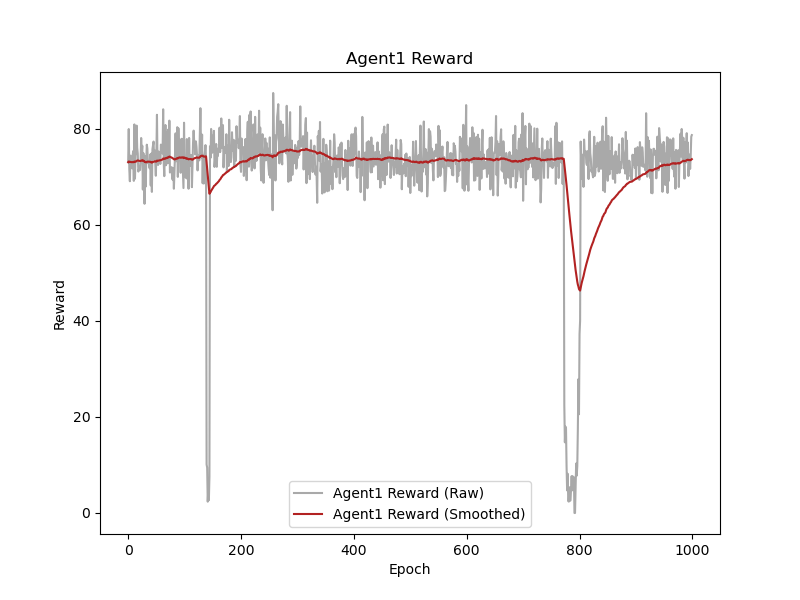 Agent1 Reward
80
60
40
20
0
Reward
Agent1 Reward (Raw)
Agent1 Reward (Smoothed)
0 200 400 600 800 1000
Epoch